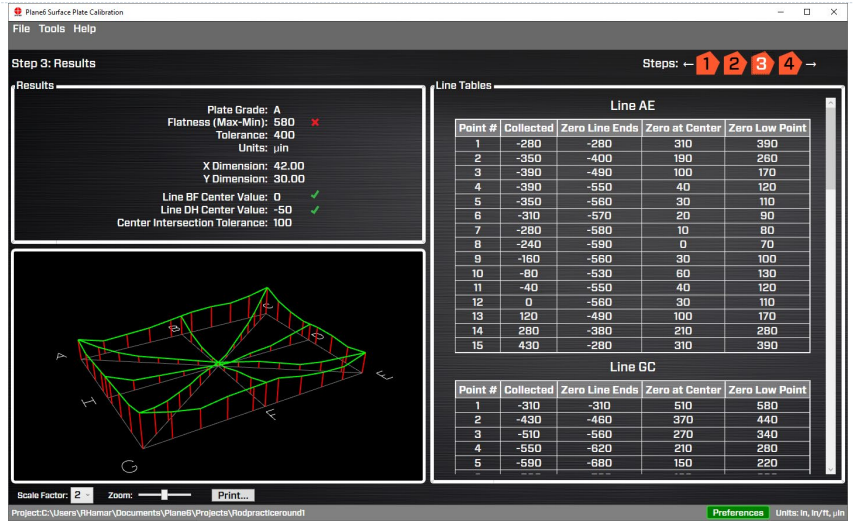 Plane6 Surface Plate Calibration
File Tools Help
Step 3: Results
Steps: ← 1 2 3 4 →
Results
Plate Grade: A
Flatness (Max-Min): 580
Tolerance: 400
Units: µin
X Dimension: 42.00
Y Dimension: 30.00
Line BF Center Value: 0
Line DH Center Value: -50
Center Intersection Tolerance: 100
A
B
C
D
E
F
G
H
Scale Factor: 2
Zoom:
Print...
Line Tables
Line AE
Point # Collected Zero Line Ends Zero at Center Zero Low Point
1 -280 -280 310 390
2 -350 -400 190 260
3 -390 -490 100 170
4 -390 -550 40 120
5 -350 -560 30 110
6 -310 -570 20 90
7 -280 -580 10 80
8 -240 -590 0 70
9 -160 -560 30 100
10 -80 -530 60 130
11 -40 -550 40 120
12 0 -560 30 110
13 120 -490 100 170
14 280 -380 210 280
15 430 -280 310 390
Line GC
Point # Collected Zero Line Ends Zero at Center Zero Low Point
1 -310 -310 510 580
2 -430 -460 370 440
3 -510 -560 270 340
4 -550 -620 210 280
5 -590 -680 150 220
Project:C:\Users\RHamar\Documents\Plane6\Projects\Rodpracticeround1
Preferences
Units: in, in/ft, µin